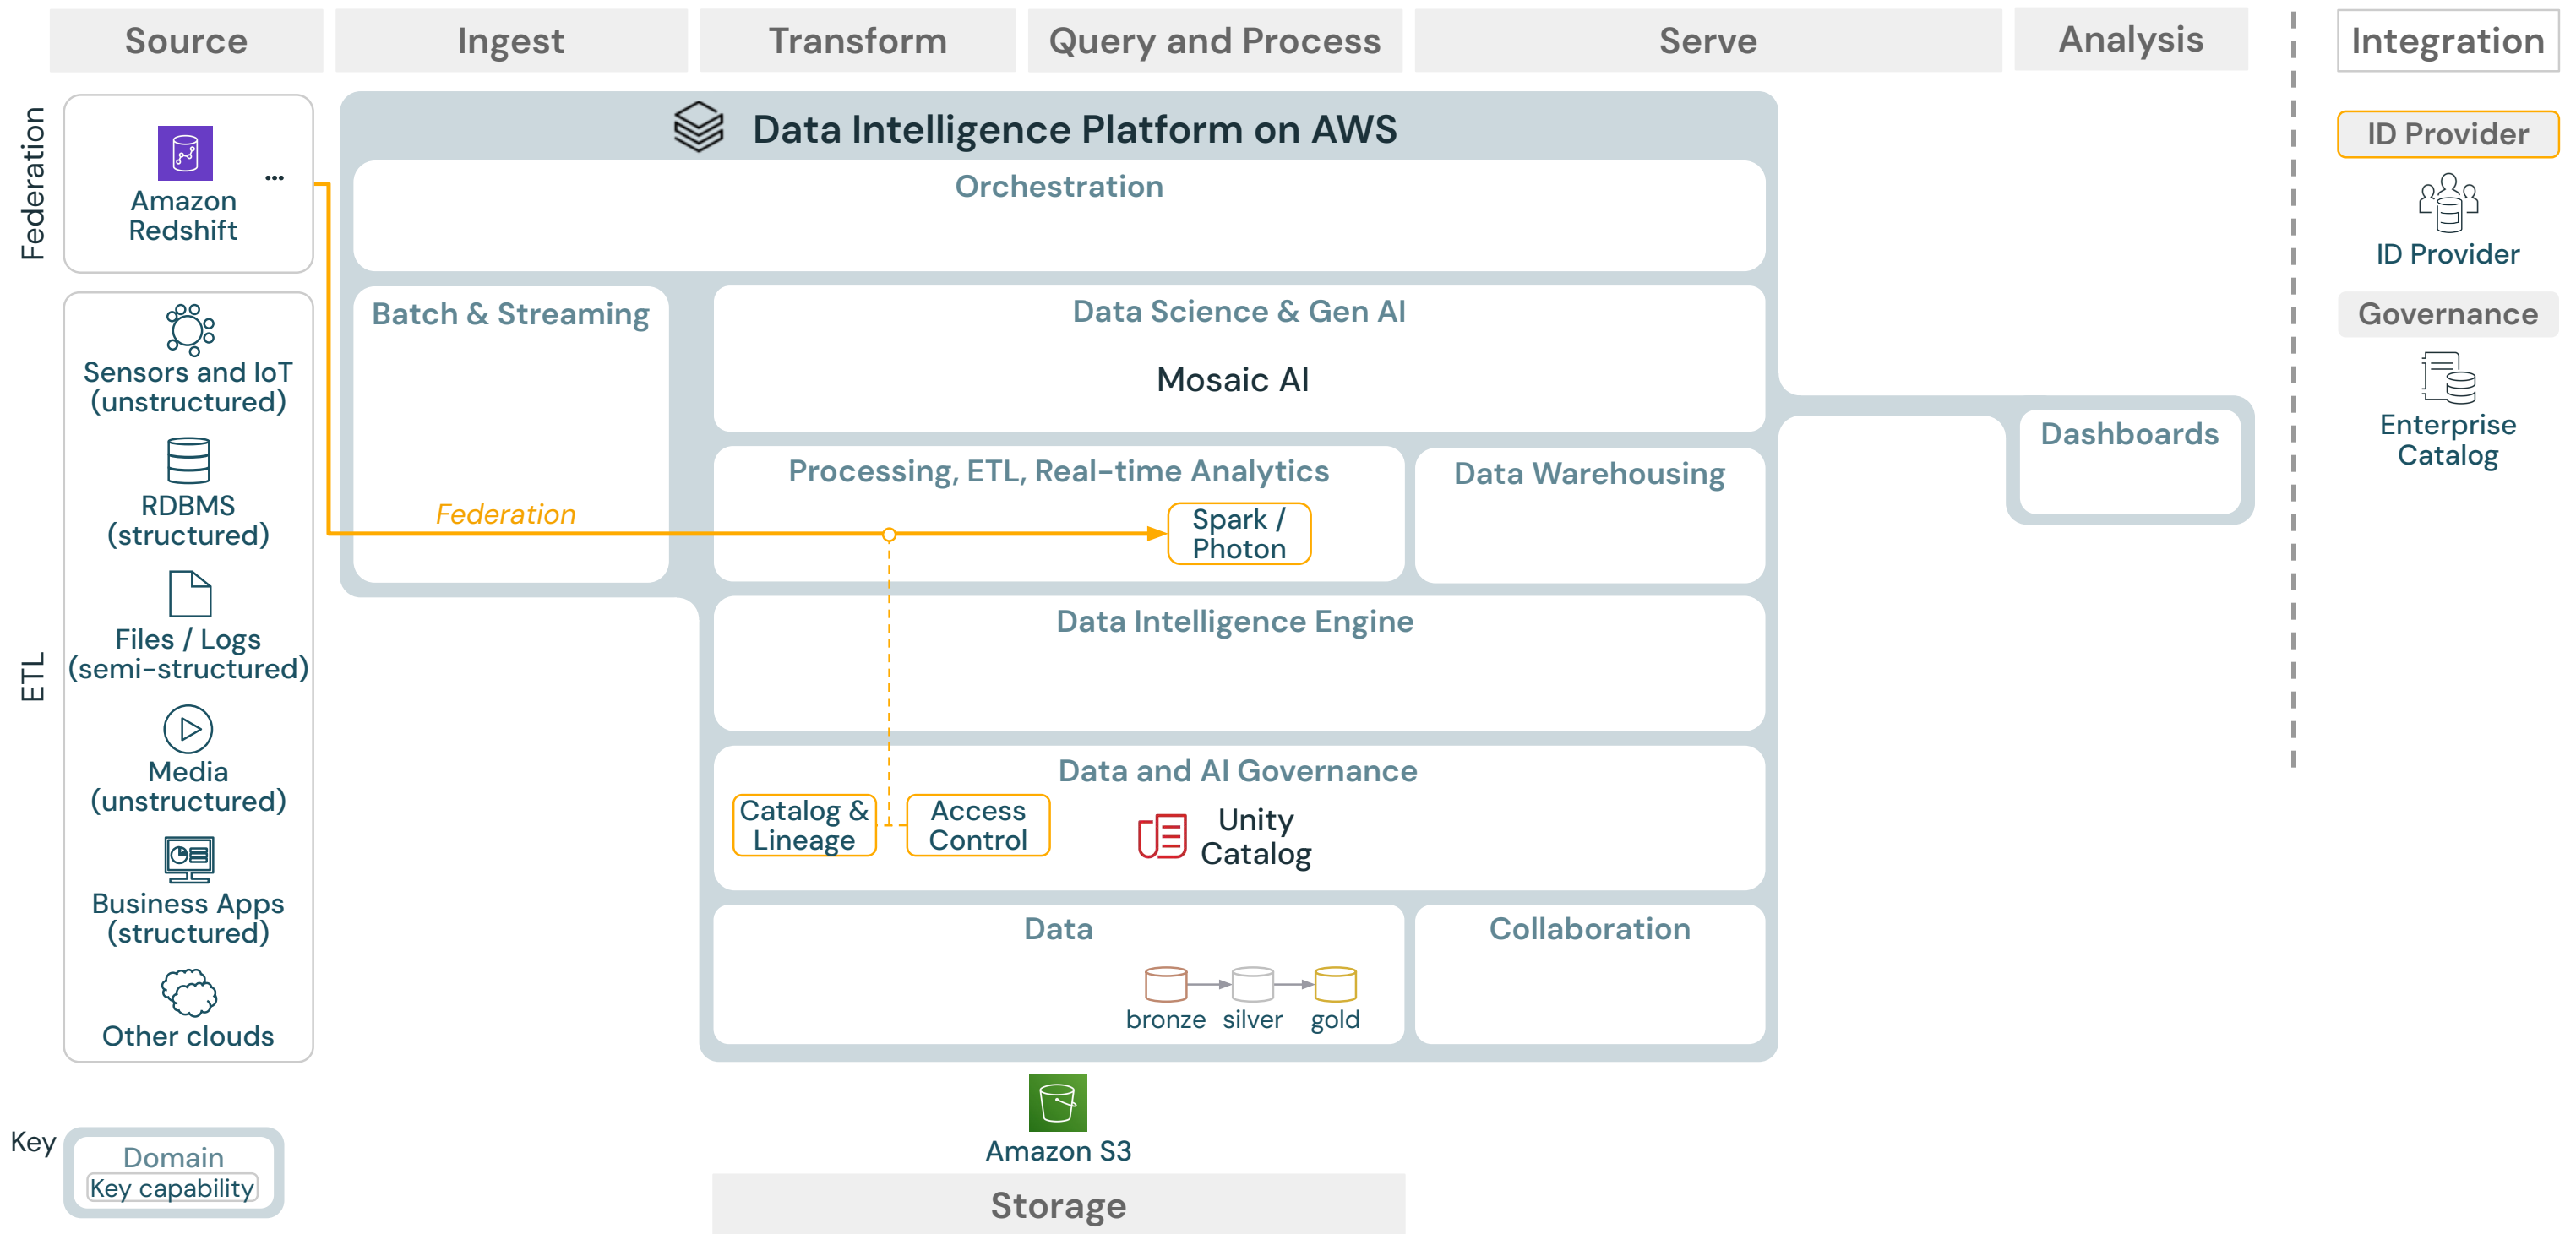 Source
Ingest
Transform
Query and Process
Serve
Analysis
Integration
Federation
Amazon
Redshift
...
Data Intelligence Platform on AWS
Orchestration
ID Provider
ID Provider
Governance
Enterprise
Catalog
ETL
Sensors and IoT
(unstructured)
RDBMS
(structured)
Files / Logs
(semi-structured)
Media
(unstructured)
Business Apps
(structured)
Other clouds
Batch & Streaming
Federation
Data Science & Gen AI
Mosaic AI
Processing, ETL, Real-time Analytics
Spark /
Photon
Data Warehousing
Dashboards
Data Intelligence Engine
Data and AI Governance
Catalog &
Lineage
Access
Control
Unity
Catalog
Data
bronze
silver
gold
Collaboration
Amazon S3
Storage
Key
Domain
Key capability